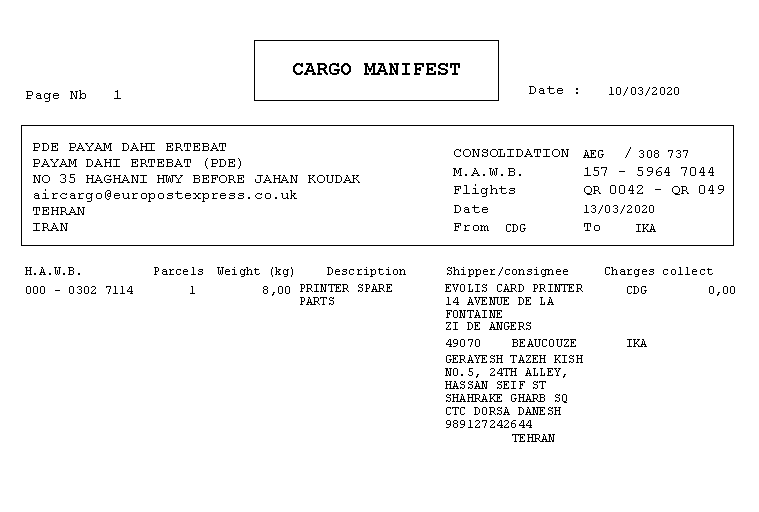 CARGO MANIFEST
Page Nb 1
Date : 10/03/2020
PDE PAYAM DAHI ERTEBAT
PAYAM DAHI ERTEBAT (PDE)
NO 35 HAGHANI HWY BEFORE JAHAN KOUDAK
aircargo@europostexpress.co.uk
TEHRAN
IRAN
CONSOLIDATION AEG / 308 737
M.A.W.B. 157 - 5964 7044
Flights QR 0042 - QR 049
Date 13/03/2020
From CDG To IKA
H.A.W.B. Parcels Weight (kg) Description Shipper/consignee Charges collect
000 - 0302 7114 1 8,00 PRINTER SPARE
PARTS
EVOLIS CARD PRINTER CDG 0,00
14 AVENUE DE LA
FONTAINE
ZI DE ANGERS
49070 BEAUCOUZE IKA
GERAYESH TAZEH KISH
NO.5, 24TH ALLEY,
HASSAN SEIF ST
SHAHRAKE GHARB SQ
CTC DORSA DANESH
989127242644
TEHRAN